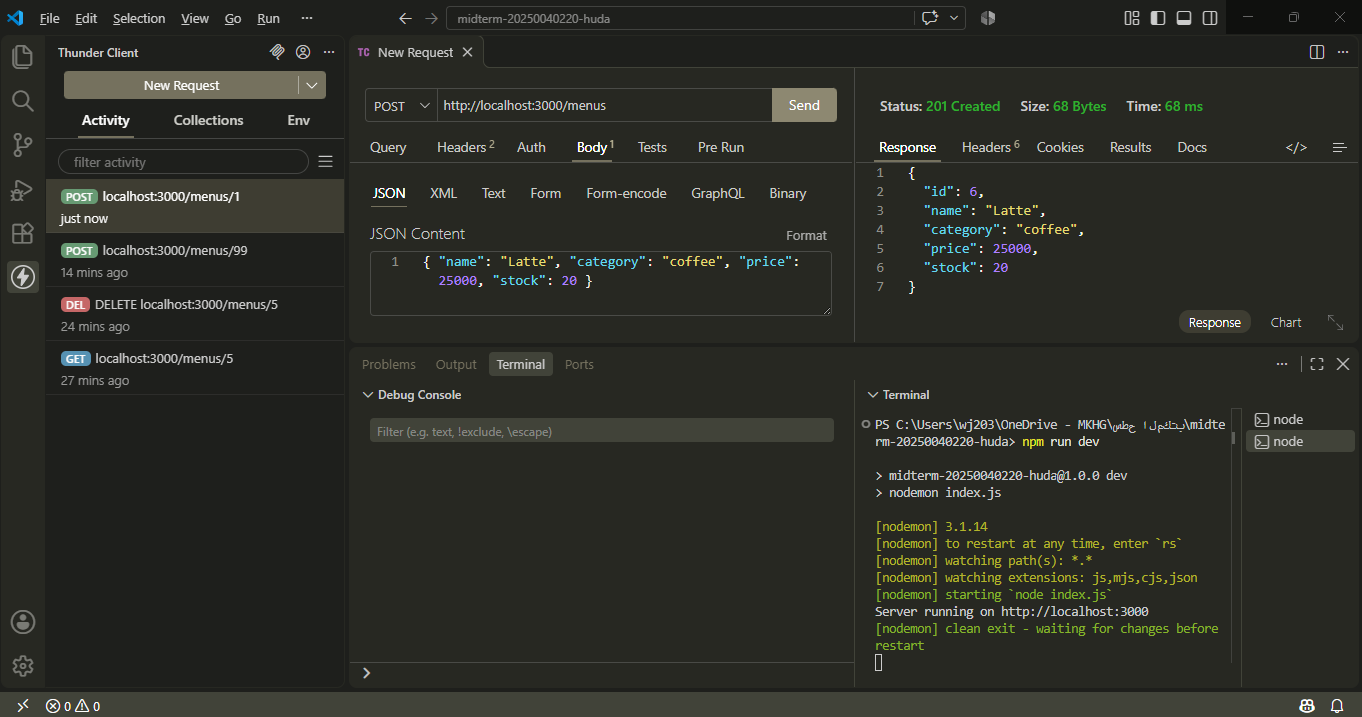 File Edit Selection View Go Run ···
midterm-20250040220-huda
Thunder Client
New Request
Activity Collections Env
filter activity
POST localhost:3000/menus/1
just now
POST localhost:3000/menus/99
14 mins ago
DEL DELETE localhost:3000/menus/5
24 mins ago
GET localhost:3000/menus/5
27 mins ago
TC New Request
POST http://localhost:3000/menus Send
Query Headers 2 Auth Body 1 Tests Pre Run
JSON XML Text Form Form-encode GraphQL Binary
JSON Content Format
1 { "name": "Latte", "category": "coffee", "price":
25000, "stock": 20 }
Status: 201 Created Size: 68 Bytes Time: 68 ms
Response Headers 6 Cookies Results Docs </>
1 {
2 "id": 6,
3 "name": "Latte",
4 "category": "coffee",
5 "price": 25000,
6 "stock": 20
7 }
Response Chart
Problems Output Terminal Ports
Debug Console
Filter (e.g. text, !exclude, \escape)
Terminal
PS C:\Users\wj203\OneDrive - MKHG\سطح المكتب\midte
rm-20250040220-huda> npm run dev
> midterm-20250040220-huda@1.0.0 dev
> nodemon index.js
[nodemon] 3.1.14
[nodemon] to restart at any time, enter `rs`
[nodemon] watching path(s): *.*
[nodemon] watching extensions: js,mjs,cjs,json
[nodemon] starting `node index.js`
Server running on http://localhost:3000
[nodemon] clean exit - waiting for changes before
restart
node
node
0 0